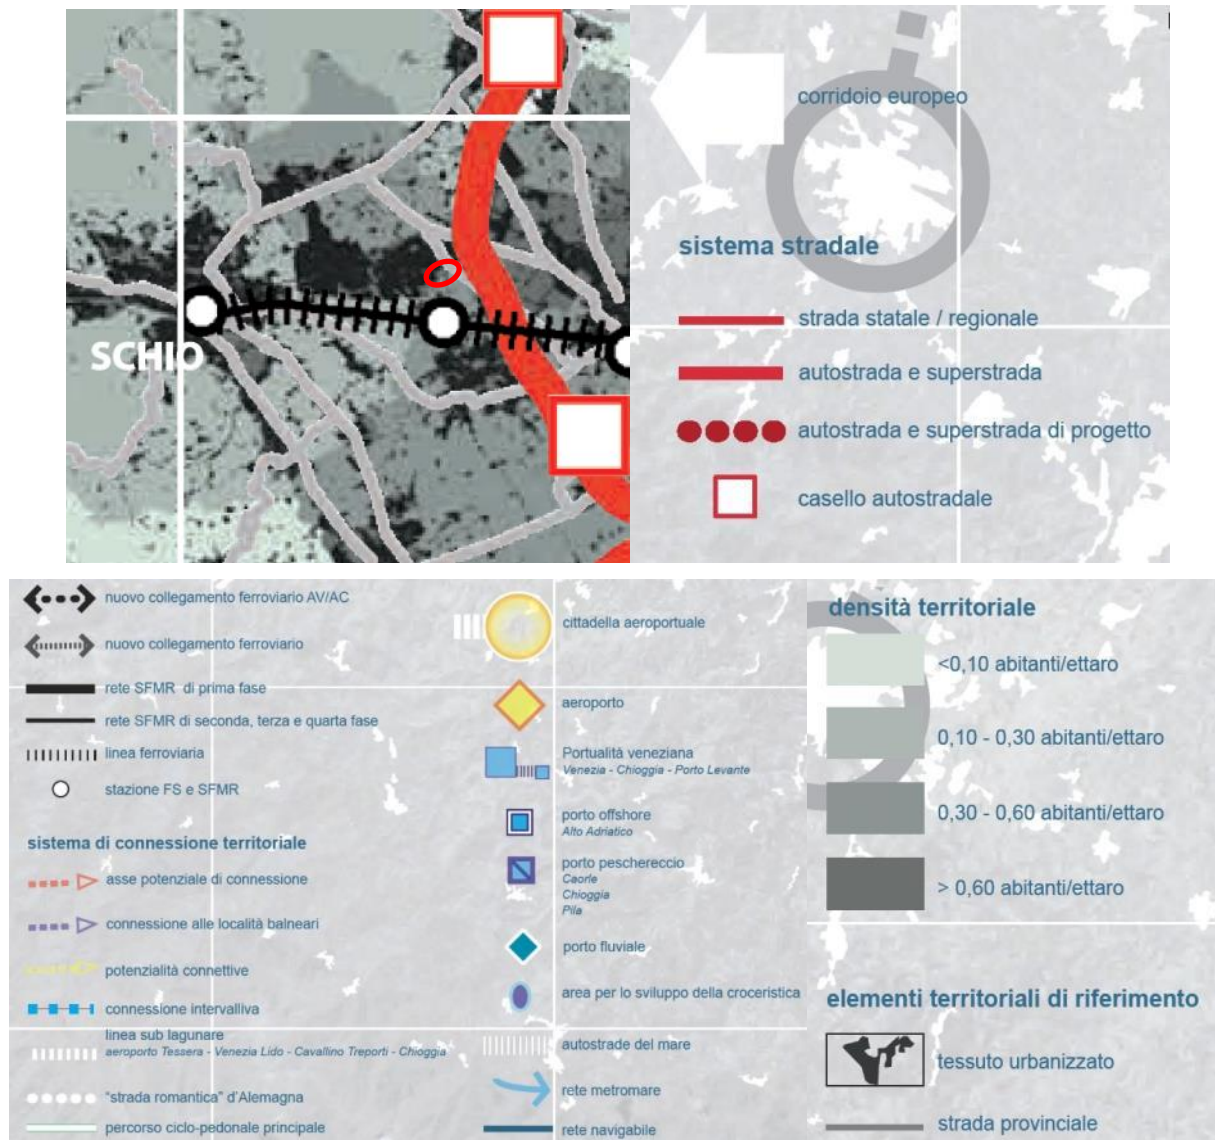 SCHIO
corridoio europeo
sistema stradale
strada statale / regionale
autostrada e superstrada
autostrada e superstrada di progetto
casello autostradale
nuovo collegamento ferroviario AV/AC
nuovo collegamento ferroviario
rete SFMR di prima fase
rete SFMR di seconda, terza e quarta fase
linea ferroviaria
stazione FS e SFMR
sistema di connessione territoriale
asse potenziale di connessione
connessione alle località balneari
potenzialità connettive
connessione intervalliva
linea sub lagunare
aeroporto Tessera - Venezia Lido - Cavallino Treporti - Chioggia
"strada romantica" d'Alemagna
percorso ciclo-pedonale principale
cittadella aeroportuale
aeroporto
Portualità veneziana
Venezia - Chioggia - Porto Levante
porto offshore
Alto Adriatico
porto peschereccio
Caorle
Chioggia
Pila
porto fluviale
area per lo sviluppo della croceristica
autostrade del mare
rete metromare
rete navigabile
densità territoriale
<0,10 abitanti/ettaro
0,10 - 0,30 abitanti/ettaro
0,30 - 0,60 abitanti/ettaro
> 0,60 abitanti/ettaro
elementi territoriali di riferimento
tessuto urbanizzato
strada provinciale